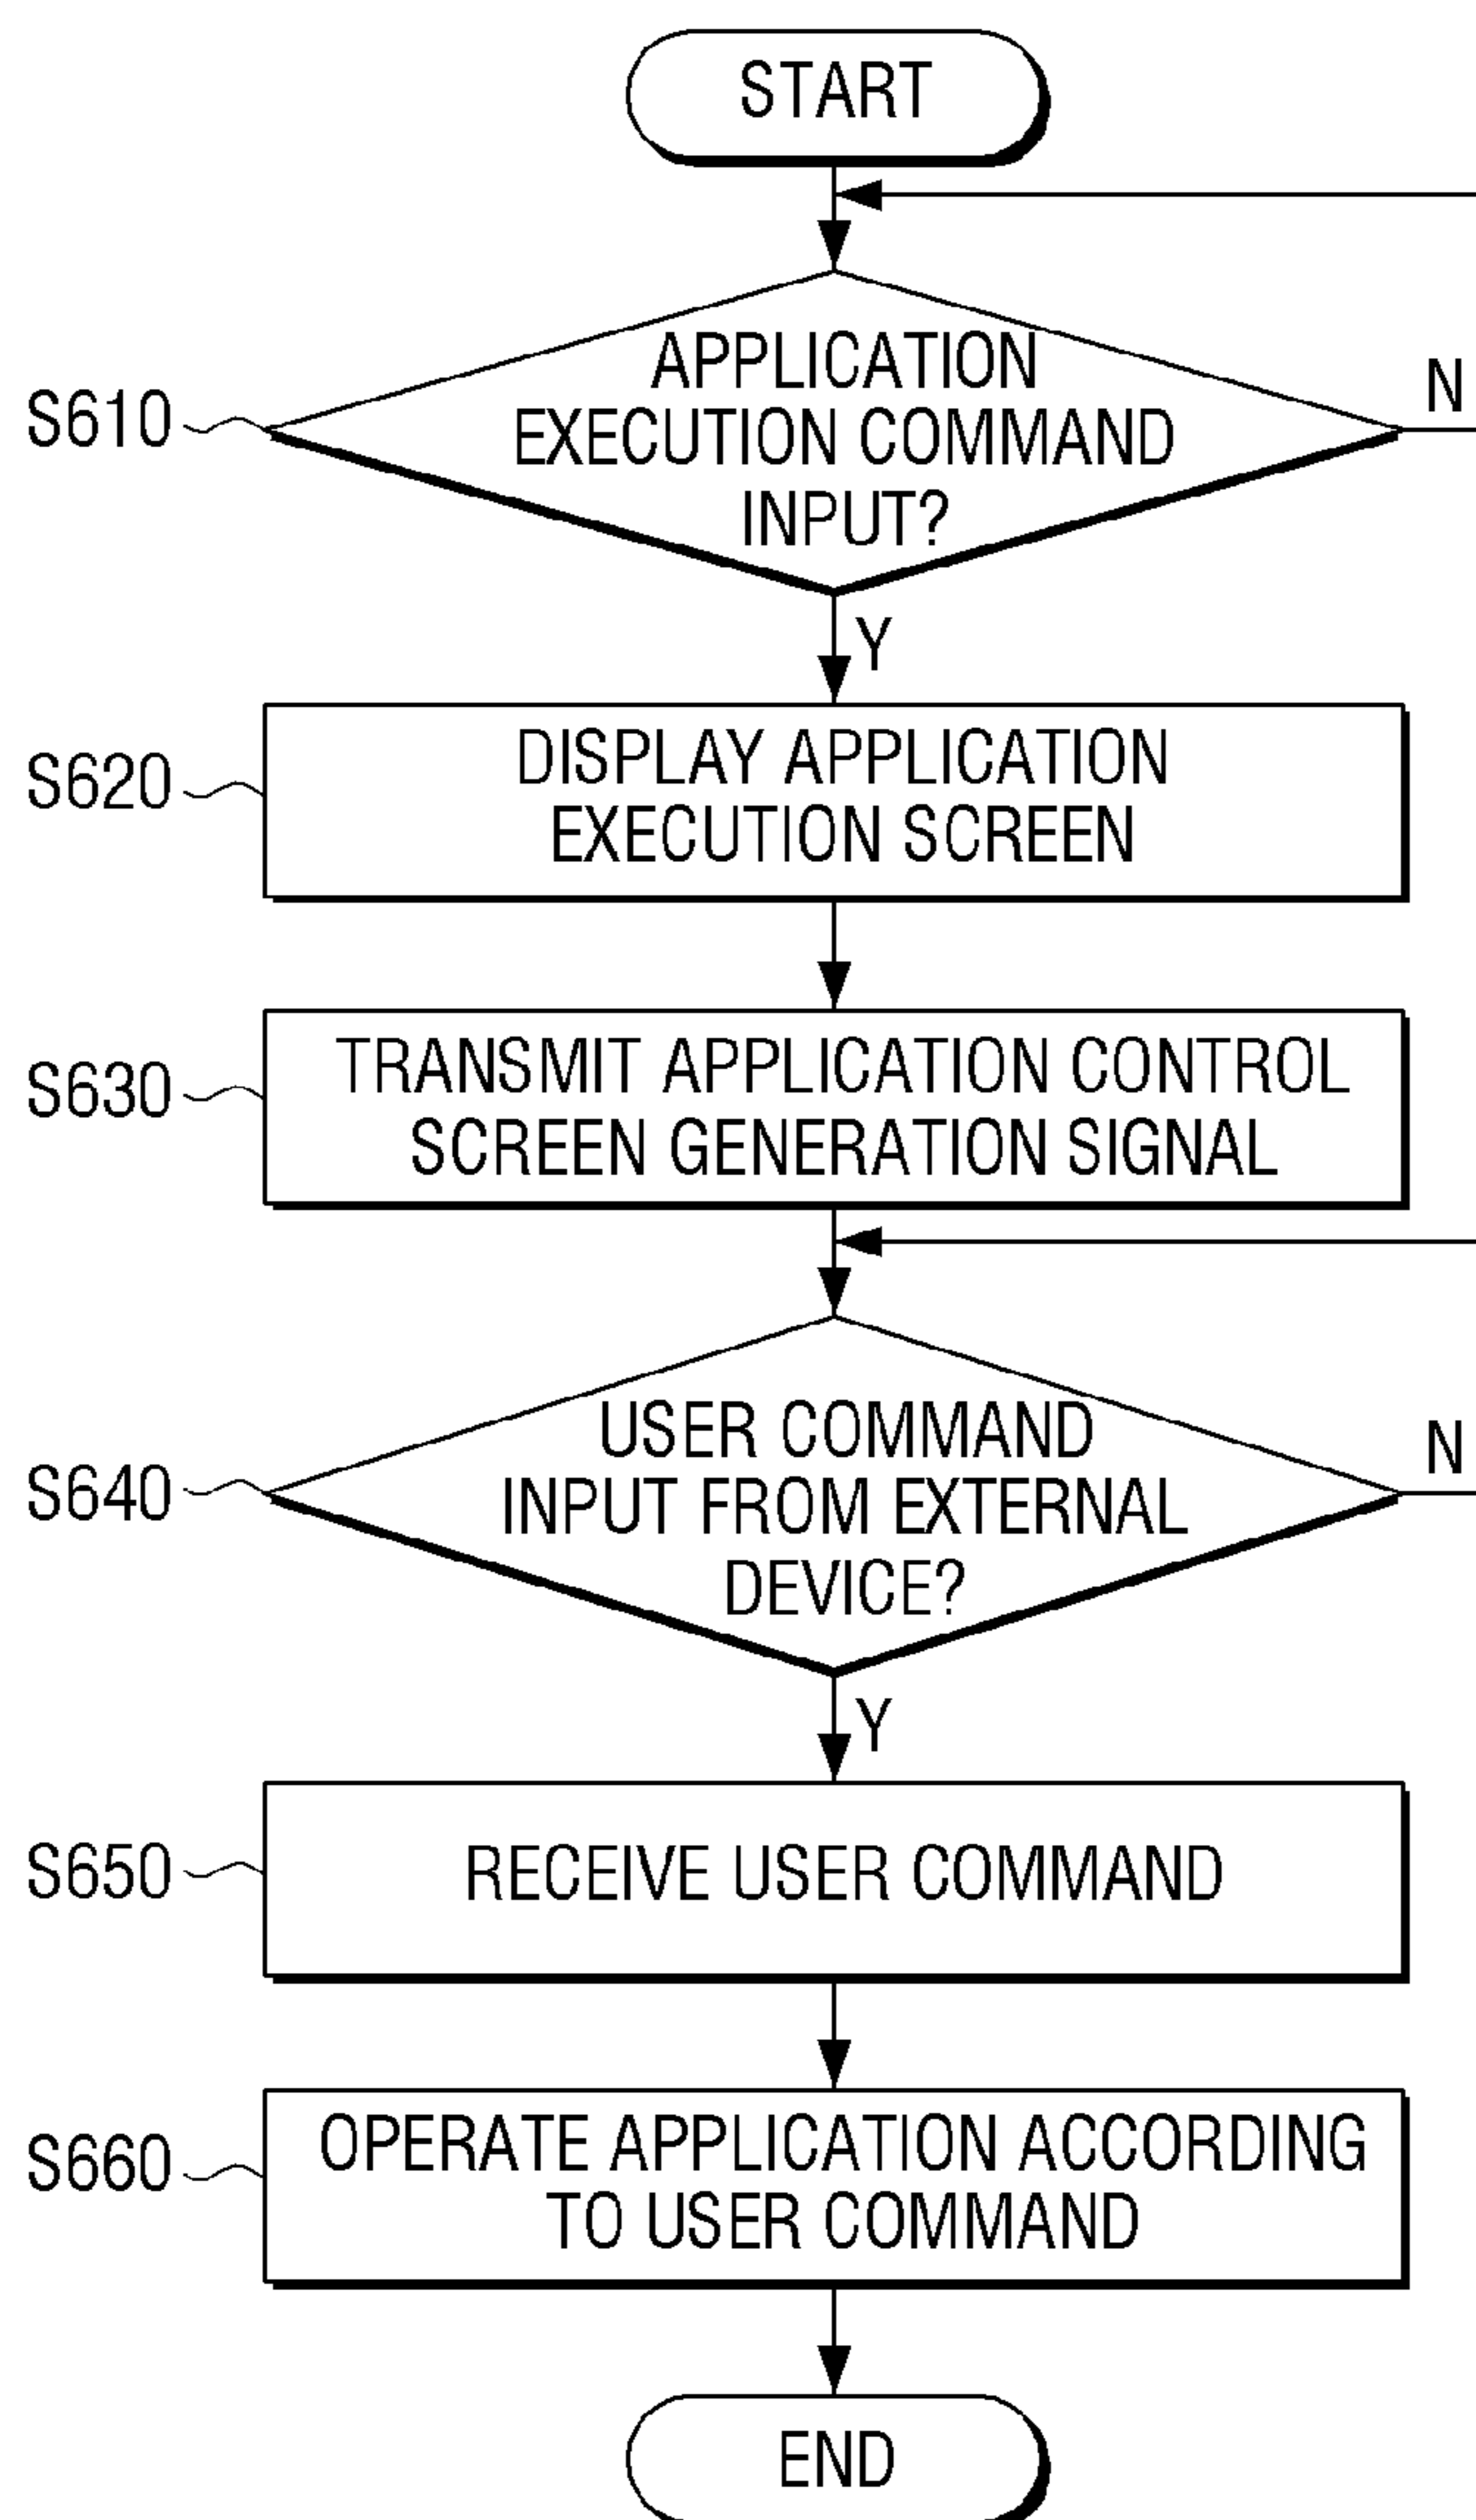 START
APPLICATION
EXECUTION COMMAND
INPUT?
S610
N
Y
DISPLAY APPLICATION
EXECUTION SCREEN
S620
TRANSMIT APPLICATION CONTROL
SCREEN GENERATION SIGNAL
S630
USER COMMAND
INPUT FROM EXTERNAL
DEVICE?
S640
N
Y
RECEIVE USER COMMAND
S650
OPERATE APPLICATION ACCORDING
TO USER COMMAND
S660
END